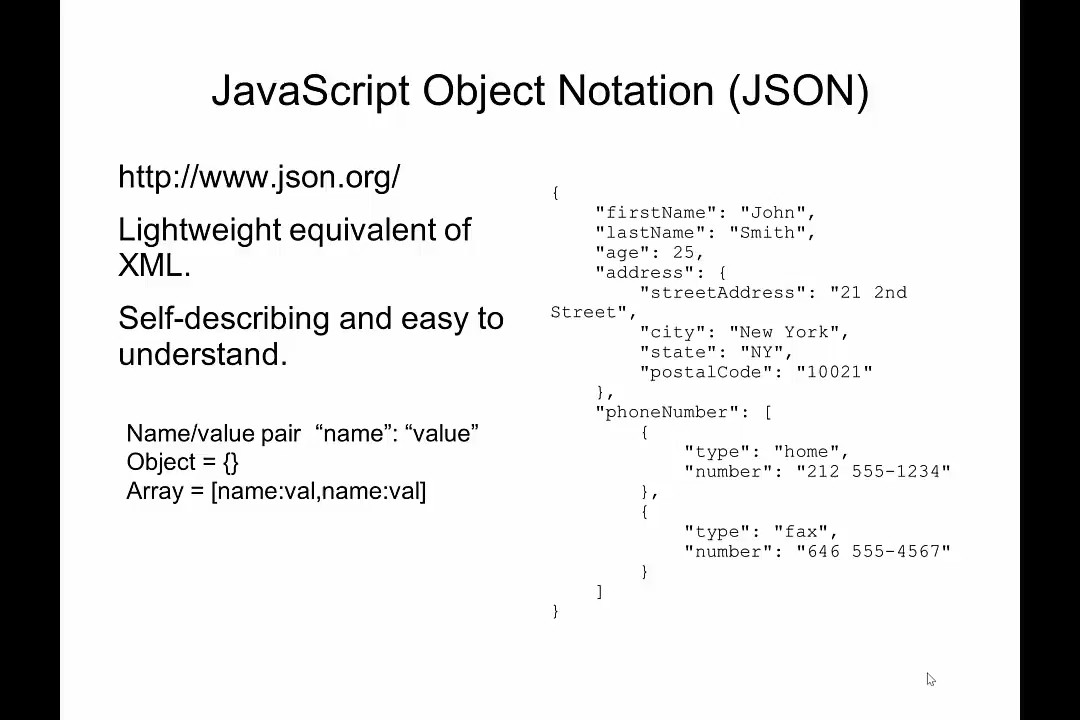 JavaScript Object Notation (JSON)
http://www.json.org/
Lightweight equivalent of
XML.
Self-describing and easy to
understand.
Name/value pair  “name”: “value”
Object = {}
Array = [name:val,name:val]
{
    "firstName": "John",
    "lastName": "Smith",
    "age": 25,
    "address": {
        "streetAddress": "21 2nd
Street",
        "city": "New York",
        "state": "NY",
        "postalCode": "10021"
    },
    "phoneNumber": [
        {
            "type": "home",
            "number": "212 555-1234"
        },
        {
            "type": "fax",
            "number": "646 555-4567"
        }
    ]
}